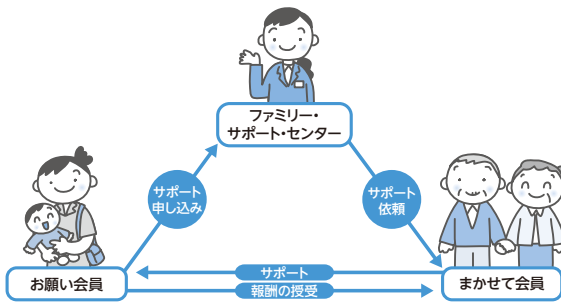 ファミリー・
サポート・センター
サポート
申し込み
サポート
依頼
お願い会員
サポート
報酬の授受
まかせて会員